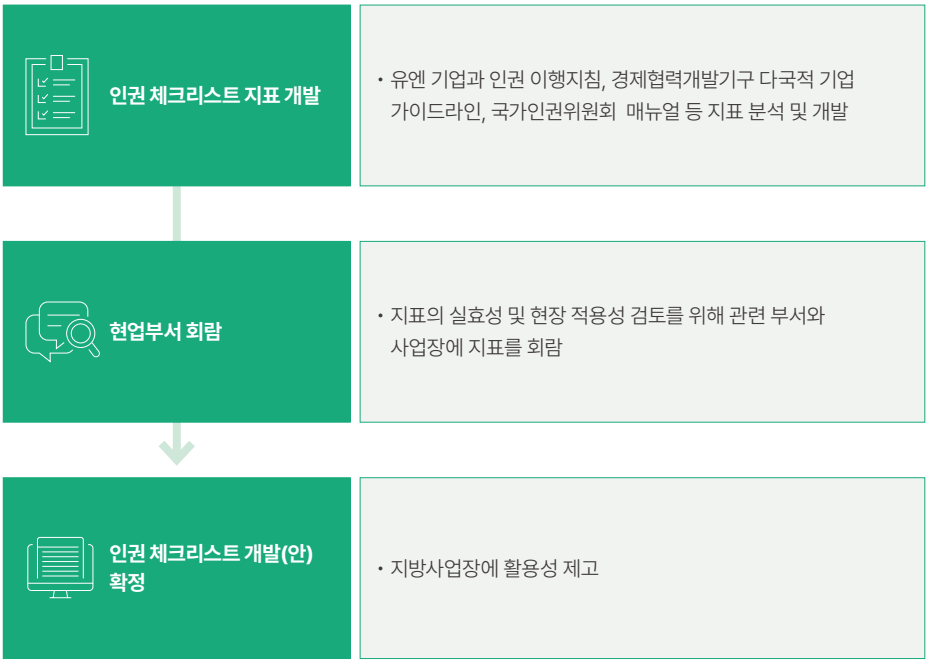 인권 체크리스트 지표 개발
• 유엔 기업과 인권 이행지침, 경제협력개발기구 다국적 기업
가이드라인, 국가인권위원회 매뉴얼 등 지표 분석 및 개발
현업부서 회람
• 지표의 실효성 및 현장 적용성 검토를 위해 관련 부서와
사업장에 지표를 회람
인권 체크리스트 개발(안)
확정
• 지방사업장에 활용성 제고